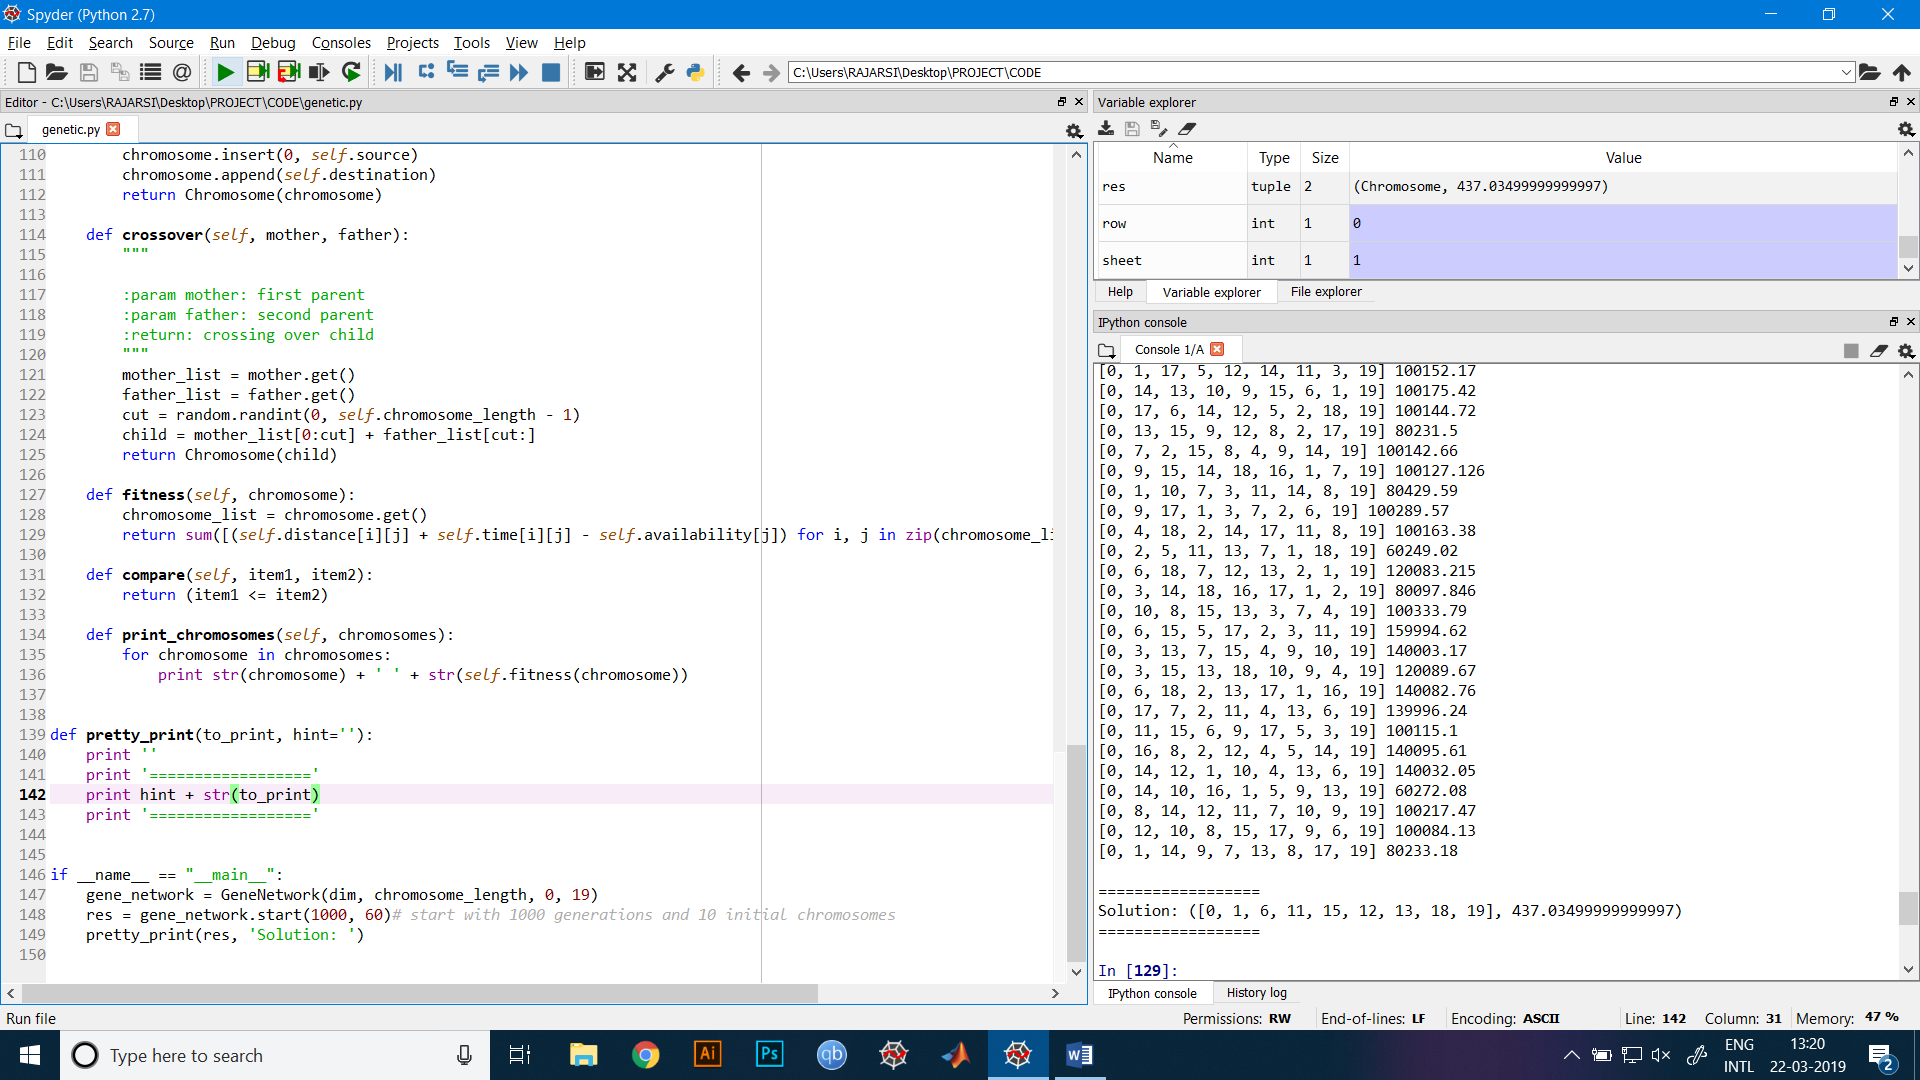 Spyder (Python 2.7)
File Edit Search Source Run Debug Consoles Projects Tools View Help
C:\Users\RAJARSI\Desktop\PROJECT\CODE
Editor - C:\Users\RAJARSI\Desktop\PROJECT\CODE\genetic.py
genetic.py
110         chromosome.insert(0, self.source)
111         chromosome.append(self.destination)
112         return Chromosome(chromosome)
113
114     def crossover(self, mother, father):
115         """
116
117         :param mother: first parent
118         :param father: second parent
119         :return: crossing over child
120         """
121         mother_list = mother.get()
122         father_list = father.get()
123         cut = random.randint(0, self.chromosome_length - 1)
124         child = mother_list[0:cut] + father_list[cut:]
125         return Chromosome(child)
126
127     def fitness(self, chromosome):
128         chromosome_list = chromosome.get()
129         return sum([(self.distance[i][j] + self.time[i][j] - self.availability[j]) for i, j in zip(chromosome_li
130
131     def compare(self, item1, item2):
132         return (item1 <= item2)
133
134     def print_chromosomes(self, chromosomes):
135         for chromosome in chromosomes:
136             print str(chromosome) + ' ' + str(self.fitness(chromosome))
137
138
139 def pretty_print(to_print, hint=''):
140     print ''
141     print '=================='
142     print hint + str(to_print)
143     print '=================='
144
145
146 if __name__ == "__main__":
147     gene_network = GeneNetwork(dim, chromosome_length, 0, 19)
148     res = gene_network.start(1000, 60)# start with 1000 generations and 10 initial chromosomes
149     pretty_print(res, 'Solution: ')
150
Variable explorer
Name Type Size Value
res tuple 2 (Chromosome, 437.03499999999997)
row int 1 0
sheet int 1 1
Help Variable explorer File explorer
IPython console
Console 1/A
[0, 1, 17, 5, 12, 14, 11, 3, 19] 100152.17
[0, 14, 13, 10, 9, 15, 6, 1, 19] 100175.42
[0, 17, 6, 14, 12, 5, 2, 18, 19] 100144.72
[0, 13, 15, 9, 12, 8, 2, 17, 19] 80231.5
[0, 7, 2, 15, 8, 4, 9, 14, 19] 100142.66
[0, 9, 15, 14, 18, 16, 1, 7, 19] 100127.126
[0, 1, 10, 7, 3, 11, 14, 8, 19] 80429.59
[0, 9, 17, 1, 3, 7, 2, 6, 19] 100289.57
[0, 4, 18, 2, 14, 17, 11, 8, 19] 100163.38
[0, 2, 5, 11, 13, 7, 1, 18, 19] 60249.02
[0, 6, 18, 7, 12, 13, 2, 1, 19] 120083.215
[0, 3, 14, 18, 16, 17, 1, 2, 19] 80097.846
[0, 10, 8, 15, 13, 3, 7, 4, 19] 100333.79
[0, 6, 15, 5, 17, 2, 3, 11, 19] 159994.62
[0, 3, 13, 7, 15, 4, 9, 10, 19] 140003.17
[0, 3, 15, 13, 18, 10, 9, 4, 19] 120089.67
[0, 6, 18, 2, 13, 17, 1, 16, 19] 140082.76
[0, 17, 7, 2, 11, 4, 13, 6, 19] 139996.24
[0, 11, 15, 6, 9, 17, 5, 3, 19] 100115.1
[0, 16, 8, 2, 12, 4, 5, 14, 19] 140095.61
[0, 14, 12, 1, 10, 4, 13, 6, 19] 140032.05
[0, 14, 10, 16, 1, 5, 9, 13, 19] 60272.08
[0, 8, 14, 12, 11, 7, 10, 9, 19] 100217.47
[0, 12, 10, 8, 15, 17, 9, 6, 19] 100084.13
[0, 1, 14, 9, 7, 13, 8, 17, 19] 80233.18
==================
Solution: ([0, 1, 6, 11, 15, 12, 13, 18, 19], 437.03499999999997)
==================
In [129]:
IPython console History log
Run file Permissions: RW End-of-lines: LF Encoding: ASCII Line: 142 Column: 31 Memory: 47 %
Type here to search
Ai Ps qb W
ENG
INTL
13:20
22-03-2019
2